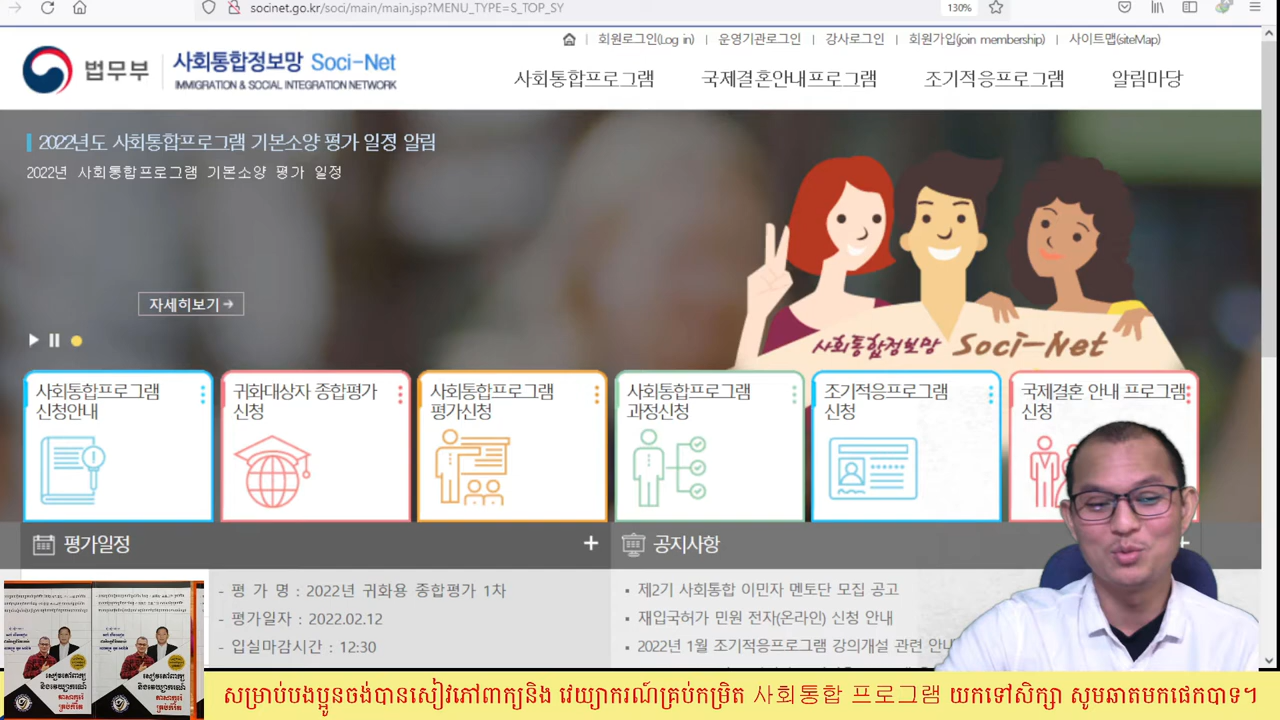 socinet.go.kr/soci/main/main.jsp?MENU_TYPE=S_TOP_SY
130%
회원로그인(Log in) | 운영기관로그인 | 강사로그인 | 회원가입(join membership) | 사이트맵(siteMap)
법무부
사회통합정보망 Soci-Net
IMMIGRATION & SOCIAL INTEGRATION NETWORK
사회통합프로그램 국제결혼안내프로그램 조기적응프로그램 알림마당
2022년도 사회통합프로그램 기본소양 평가 일정 알림
2022년 사회통합프로그램 기본소양 평가 일정
자세히보기
사회통합정보망 Soci-Net
사회통합프로그램
신청안내
귀화대상자 종합평가
신청
사회통합프로그램
평가신청
사회통합프로그램
과정신청
조기적응프로그램
신청
국제결혼 안내 프로그램
신청
평가일정 +
공지사항 +
- 평 가 명 : 2022년 귀화용 종합평가 1차
- 평가일자 : 2022.02.12
- 입실마감시간 : 12:30
제2기 사회통합 이민자 멘토단 모집 공고
재입국허가 민원 전자(온라인) 신청 안내
2022년 1월 조기적응프로그램 강의개설 관련 안내
សម្រាប់បងប្អូនចង់បានសៀវភៅពាក្យនិង វេយ្យាករណ៍គ្រប់កម្រិត 사회통합 프로그램 យកទៅសិក្សា សូមឆាតមកផេកបាទ។